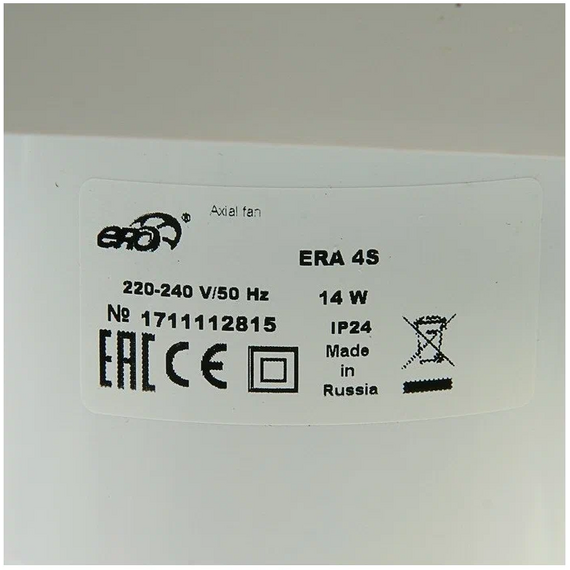 Axial fan
era®
ERA 4S
220-240 V/50 Hz 14 W
№ 1711112815 IP24
EAC CE Made
in
Russia